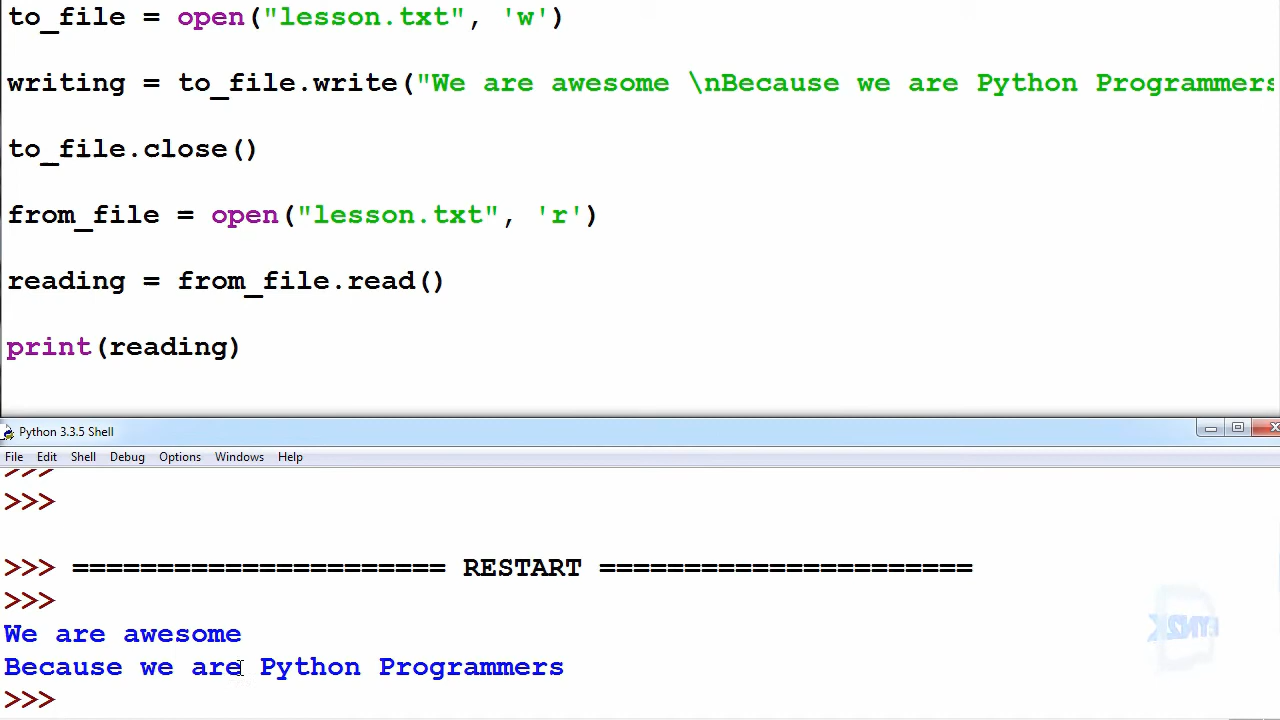 to_file = open("lesson.txt", 'w')
writing = to_file.write("We are awesome \nBecause we are Python Programmers
to_file.close()
from_file = open("lesson.txt", 'r')
reading = from_file.read()
print(reading)
Python 3.3.5 Shell
File Edit Shell Debug Options Windows Help
>>>
>>>
>>> ====================== RESTART ======================
>>>
We are awesome
Because we are Python Programmers
>>>